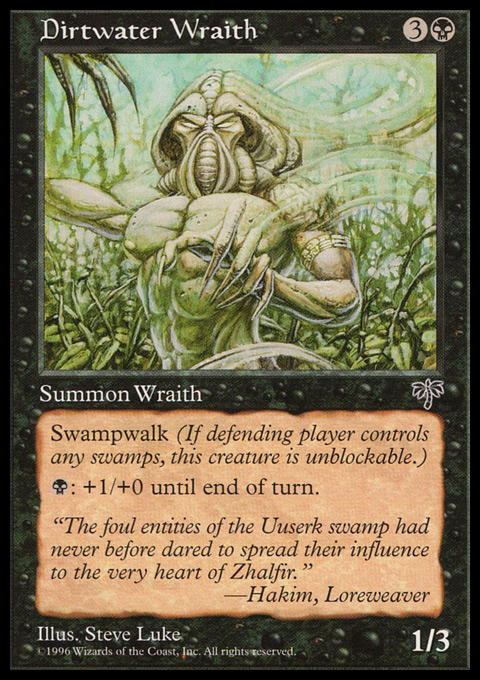 Dirtwater Wraith 3
Summon Wraith
Swampwalk (If defending player controls
any swamps, this creature is unblockable.)
: +1/+0 until end of turn.
“The foul entities of the Uuserk swamp had
never before dared to spread their influence
to the very heart of Zhalfir.”
—Hakim, Loreweaver
Illus. Steve Luke
©1996 Wizards of the Coast, Inc. All rights reserved.
1/3